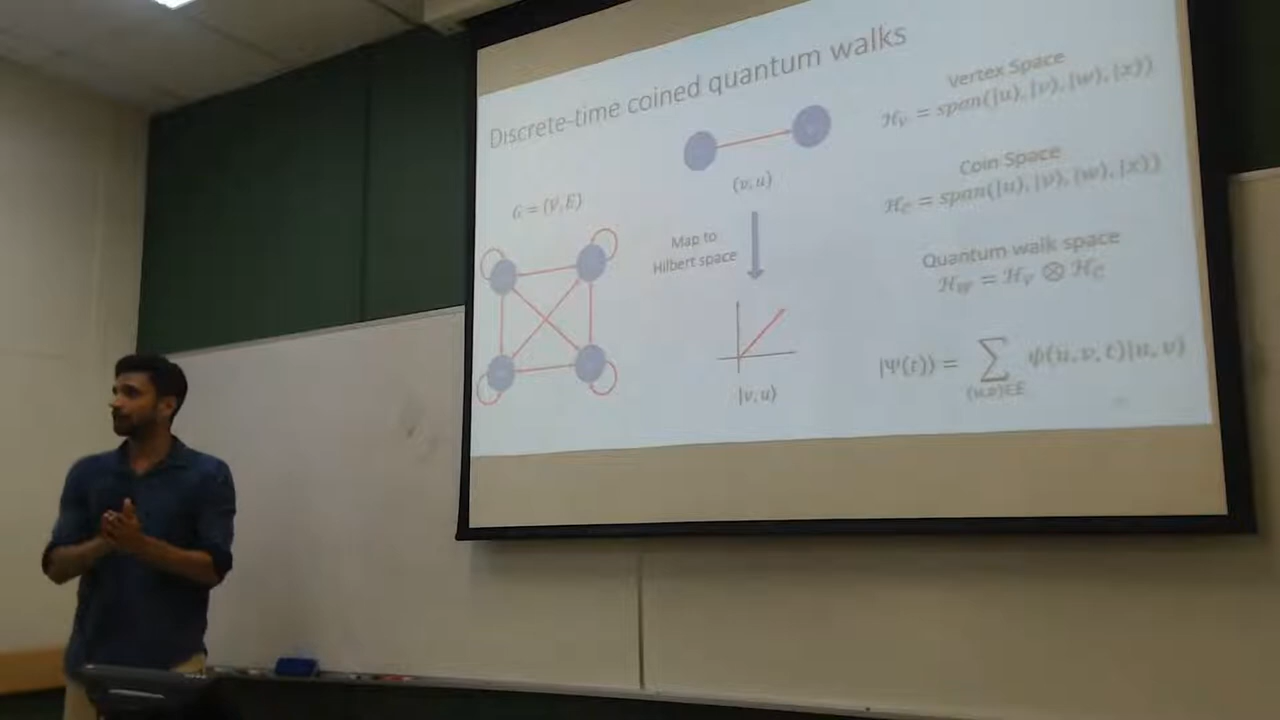 Discrete-time coined quantum walks
G = (V, E)
(v, u)
Map to
Hilbert space
|v, u⟩
Vertex Space
ℋ_V = span(|u⟩, |v⟩, |w⟩, |x⟩)
Coin Space
ℋ_C = span(|u⟩, |v⟩, |w⟩, |x⟩)
Quantum walk space
ℋ_W = ℋ_V ⊗ ℋ_C
|Ψ(t)⟩ = ∑ ψ(u, v, t)|u, v⟩
(u,v)∈E